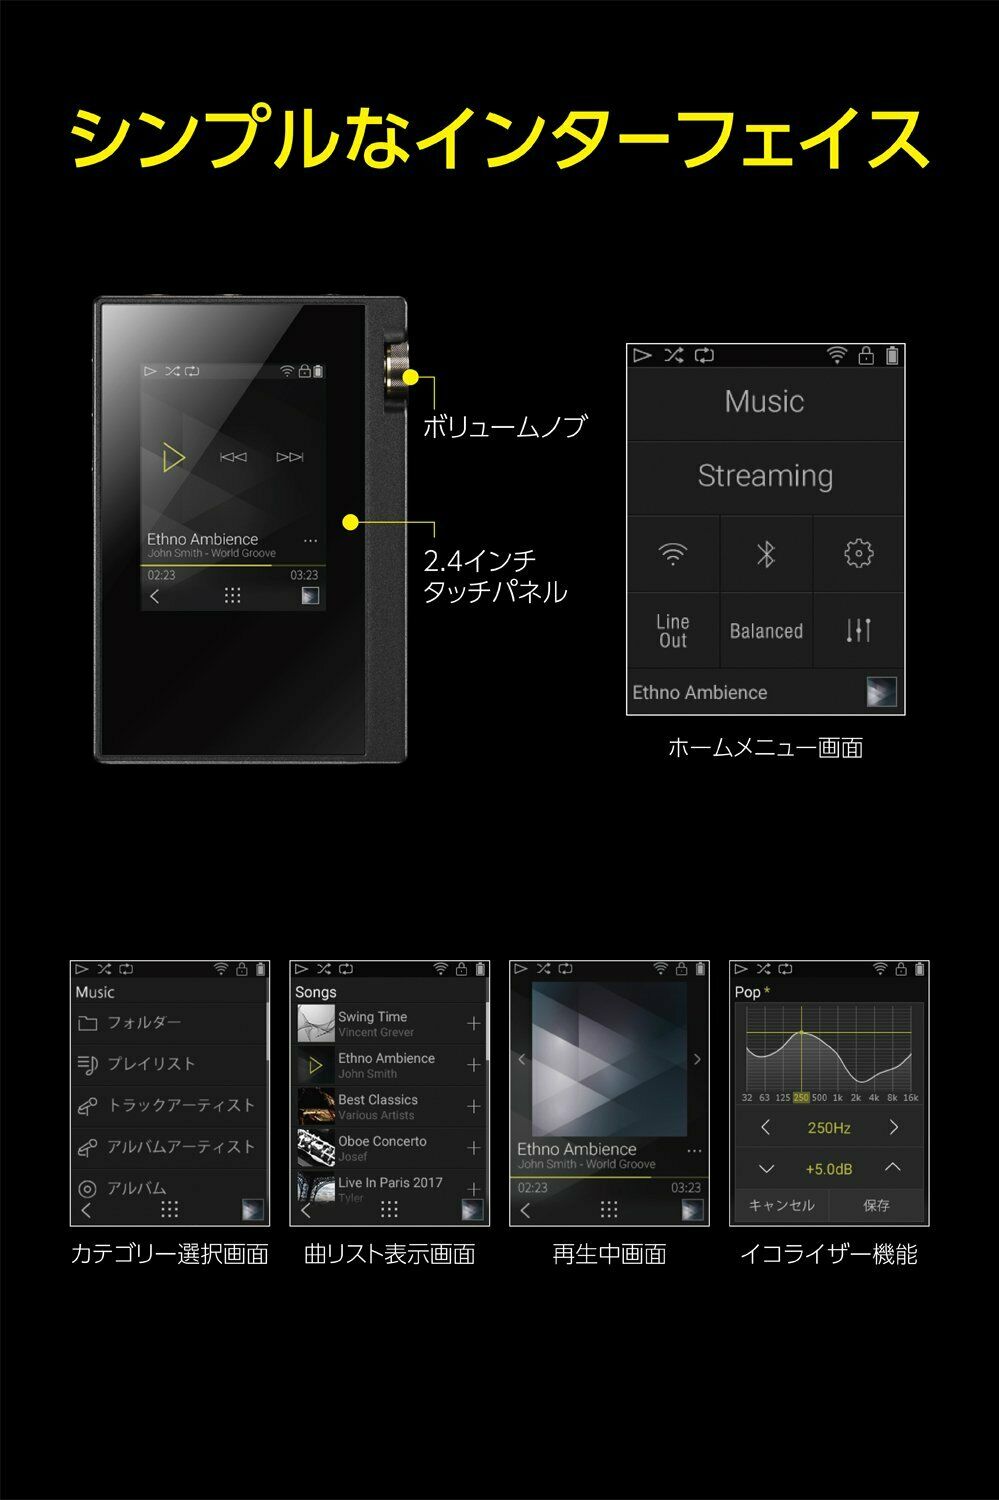 シンプルなインターフェイス
ボリュームノブ
2.4インチ
タッチパネル
Ethno Ambience
John Smith - World Groove
02:23 03:23
Music
Streaming
Line
Out
Balanced
Ethno Ambience
ホームメニュー画面
Music
フォルダー
プレイリスト
トラックアーティスト
アルバムアーティスト
アルバム
カテゴリー選択画面
Songs
Swing Time
Vincent Grever
Ethno Ambience
John Smith
Best Classics
Various Artists
Oboe Concerto
Josef
Live In Paris 2017
Tyler
曲リスト表示画面
Ethno Ambience
John Smith - World Groove
02:23 03:23
再生中画面
Pop *
32 63 125 250 500 1k 2k 4k 8k 16k
250Hz
+5.0dB
キャンセル 保存
イコライザー機能